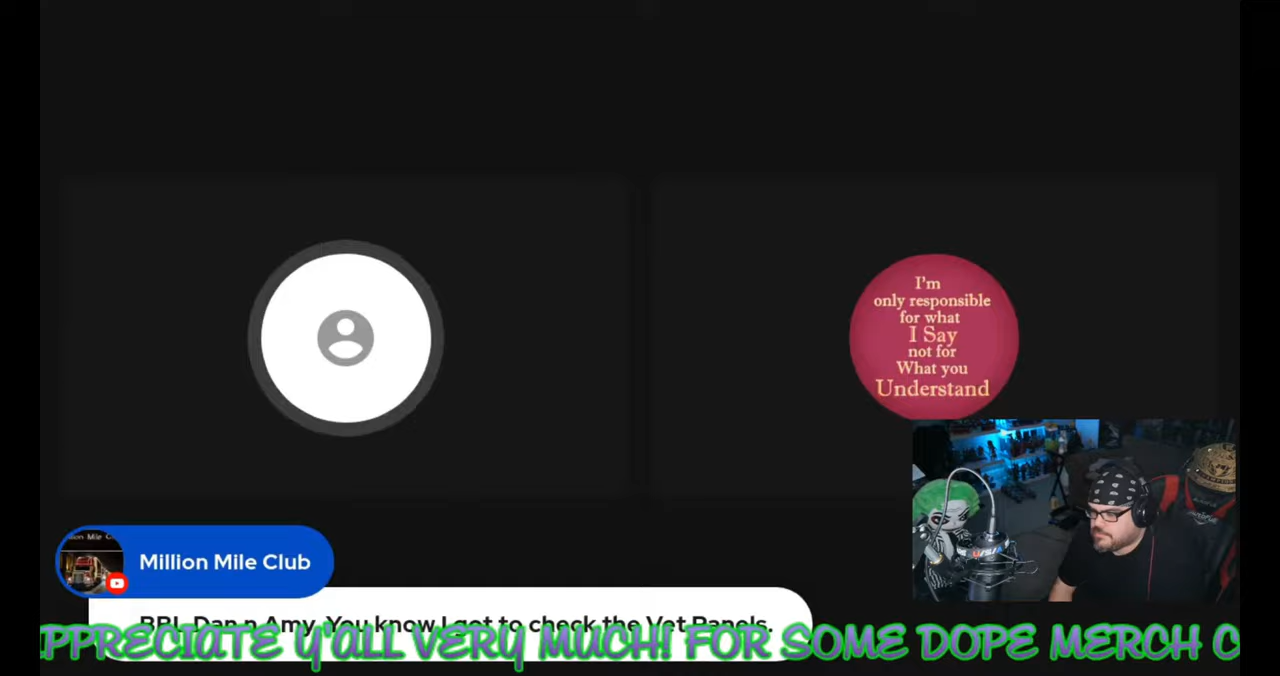 I'm
only responsible
for what
I Say
not for
What you
Understand
Million Mile Club
BRL Dan n Amy. You know I got to check the Vet Panels.
PPRECIATE Y'ALL VERY MUCH! FOR SOME DOPE MERCH C